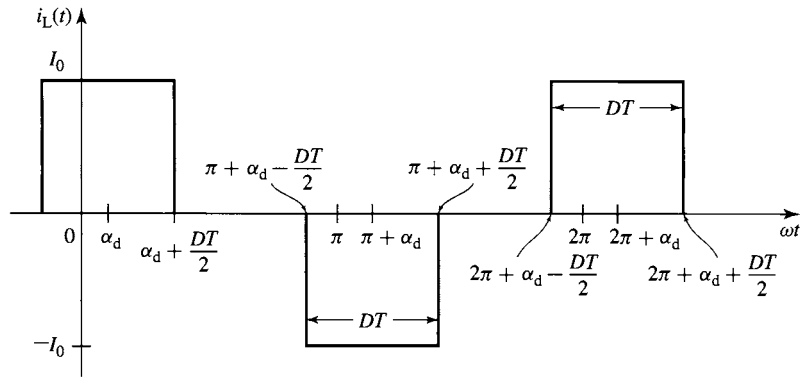 i_L(t)
I_0
DT
π + α_d − DT/2
π + α_d + DT/2
0
α_d
α_d + DT/2
π
π + α_d
2π
2π + α_d
ωt
2π + α_d − DT/2
2π + α_d + DT/2
DT
−I_0